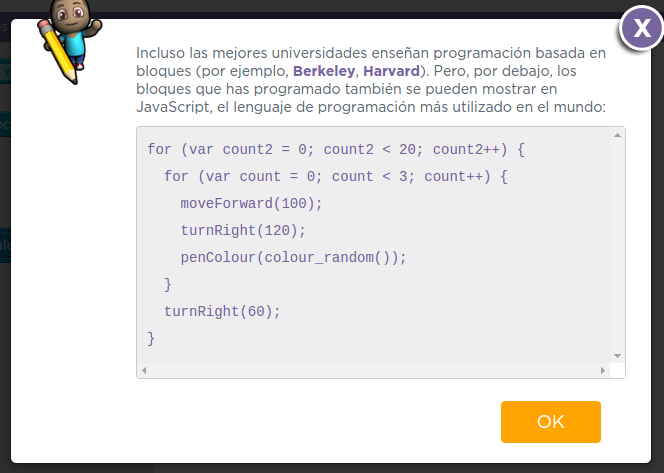 X
Incluso las mejores universidades enseñan programación basada en
bloques (por ejemplo, Berkeley, Harvard). Pero, por debajo, los
bloques que has programado también se pueden mostrar en
JavaScript, el lenguaje de programación más utilizado en el mundo:
for (var count2 = 0; count2 < 20; count2++) {
  for (var count = 0; count < 3; count++) {
    moveForward(100);
    turnRight(120);
    penColour(colour_random());
  }
  turnRight(60);
}
OK